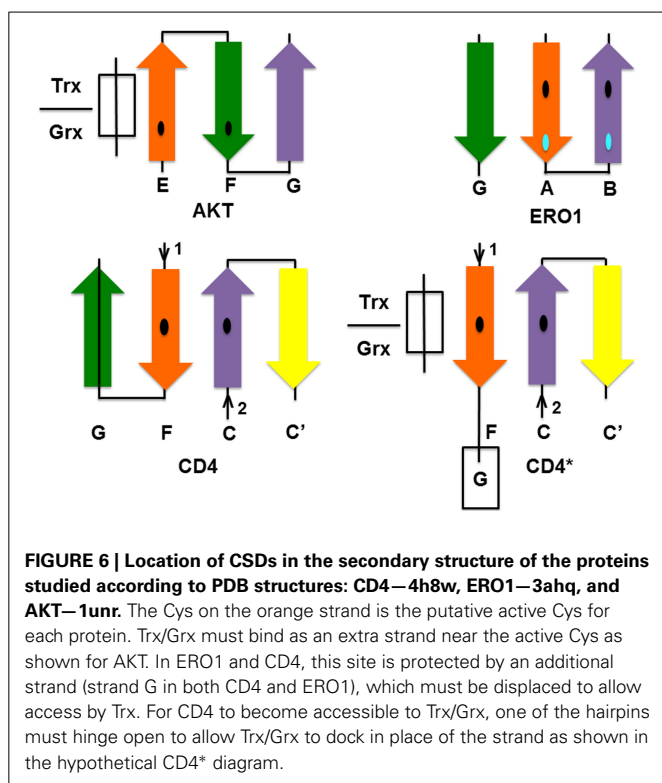 Trx
Grx
E
F
G
AKT
G
A
B
ERO1
1
2
G
F
C
C'
CD4
Trx
Grx
1
2
F
C
C'
G
CD4*
FIGURE 6 | Location of CSDs in the secondary structure of the proteins
studied according to PDB structures: CD4—4h8w, ERO1—3ahq, and
AKT—1unr. The Cys on the orange strand is the putative active Cys for
each protein. Trx/Grx must bind as an extra strand near the active Cys as
shown for AKT. In ERO1 and CD4, this site is protected by an additional
strand (strand G in both CD4 and ERO1), which must be displaced to allow
access by Trx. For CD4 to become accessible to Trx/Grx, one of the hairpins
must hinge open to allow Trx/Grx to dock in place of the strand as shown in
the hypothetical CD4* diagram.